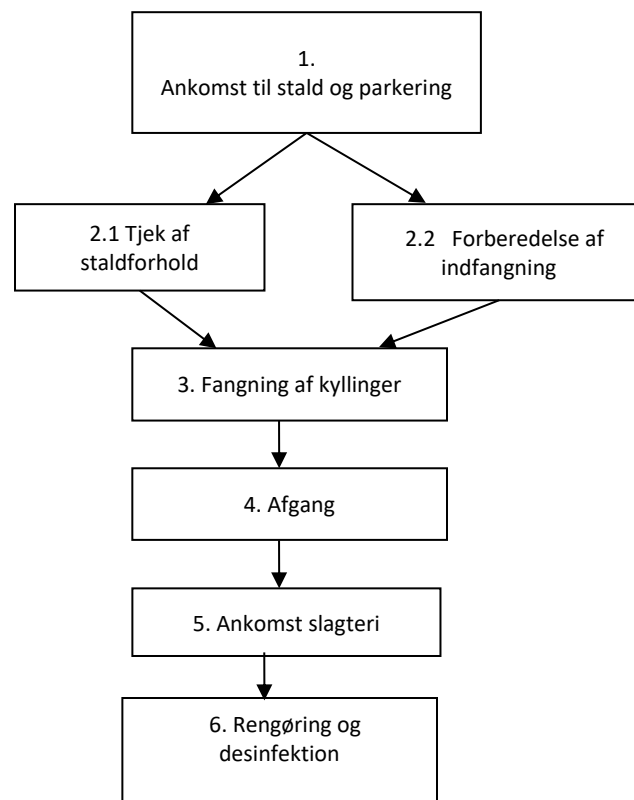 1.
Ankomst til stald og parkering
2.1 Tjek af
staldforhold
2.2 Forberedelse af
indfangning
3. Fangning af kyllinger
4. Afgang
5. Ankomst slagteri
6. Rengøring og
desinfektion